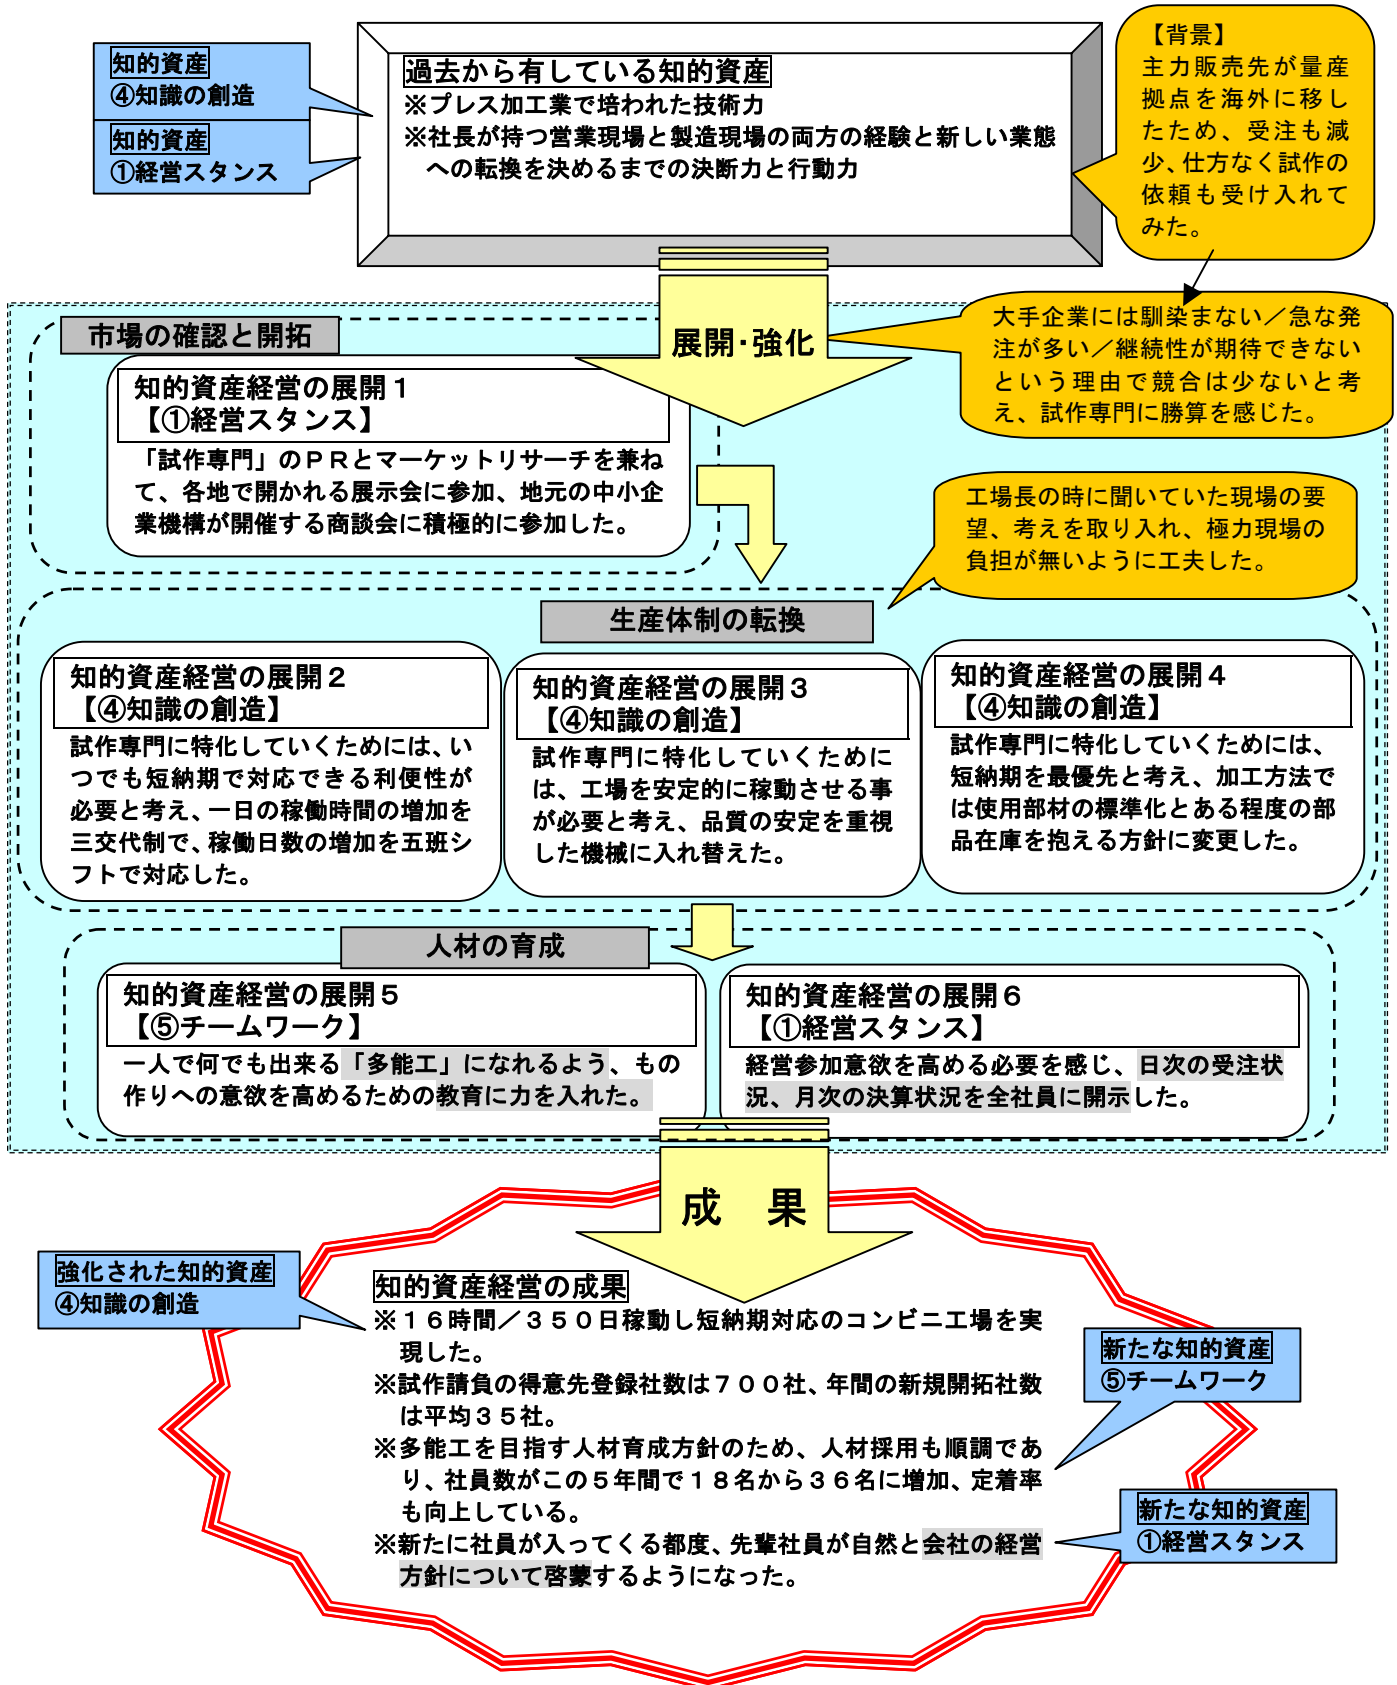 知的資産
④知識の創造
知的資産
①経営スタンス
過去から有している知的資産
※プレス加工業で培われた技術力
※社長が持つ営業現場と製造現場の両方の経験と新しい業態
への転換を決めるまでの決断力と行動力
【背景】
主力販売先が量産
拠点を海外に移し
たため、受注も減
少、仕方なく試作の
依頼も受け入れて
みた。
展開・強化
大手企業には馴染まない／急な発
注が多い／継続性が期待できない
という理由で競合は少ないと考
え、試作専門に勝算を感じた。
市場の確認と開拓
知的資産経営の展開１
【①経営スタンス】
「試作専門」のＰＲとマーケットリサーチを兼ね
て、各地で開かれる展示会に参加、地元の中小企
業機構が開催する商談会に積極的に参加した。
工場長の時に聞いていた現場の要
望、考えを取り入れ、極力現場の
負担が無いように工夫した。
生産体制の転換
知的資産経営の展開２
【④知識の創造】
試作専門に特化していくためには、い
つでも短納期で対応できる利便性が
必要と考え、一日の稼働時間の増加を
三交代制で、稼働日数の増加を五班シ
フトで対応した。
知的資産経営の展開３
【④知識の創造】
試作専門に特化していくために
は、工場を安定的に稼動させる事
が必要と考え、品質の安定を重視
した機械に入れ替えた。
知的資産経営の展開４
【④知識の創造】
試作専門に特化していくためには、
短納期を最優先と考え、加工方法で
は使用部材の標準化とある程度の部
品在庫を抱える方針に変更した。
人材の育成
知的資産経営の展開５
【⑤チームワーク】
一人で何でも出来る「多能工」になれるよう、もの
作りへの意欲を高めるための教育に力を入れた。
知的資産経営の展開６
【①経営スタンス】
経営参加意欲を高める必要を感じ、日次の受注状
況、月次の決算状況を全社員に開示した。
成　果
強化された知的資産
④知識の創造
知的資産経営の成果
※１６時間／３５０日稼動し短納期対応のコンビニ工場を実
現した。
※試作請負の得意先登録社数は７００社、年間の新規開拓社数
は平均３５社。
※多能工を目指す人材育成方針のため、人材採用も順調であ
り、社員数がこの５年間で１８名から３６名に増加、定着率
も向上している。
※新たに社員が入ってくる都度、先輩社員が自然と会社の経営
方針について啓蒙するようになった。
新たな知的資産
⑤チームワーク
新たな知的資産
①経営スタンス